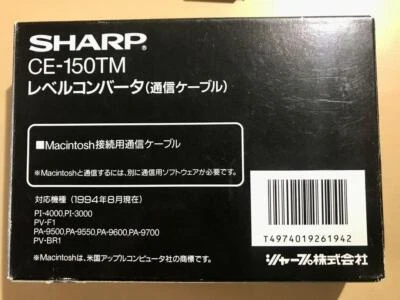 SHARP
CE-150TM
レベルコンバータ(通信ケーブル)
■Macintosh接続用通信ケーブル
※Macintoshと通信するには、別に通信用ソフトウェアが必要です。
対応機種(1994年8月現在)
PI-4000,PI-3000
PV-F1
PA-9500,PA-9550,PA-9600,PA-9700
PV-BR1
※Macintoshは、米国アップルコンピュータ社の商標です。
T4974019261942
シャープ株式会社